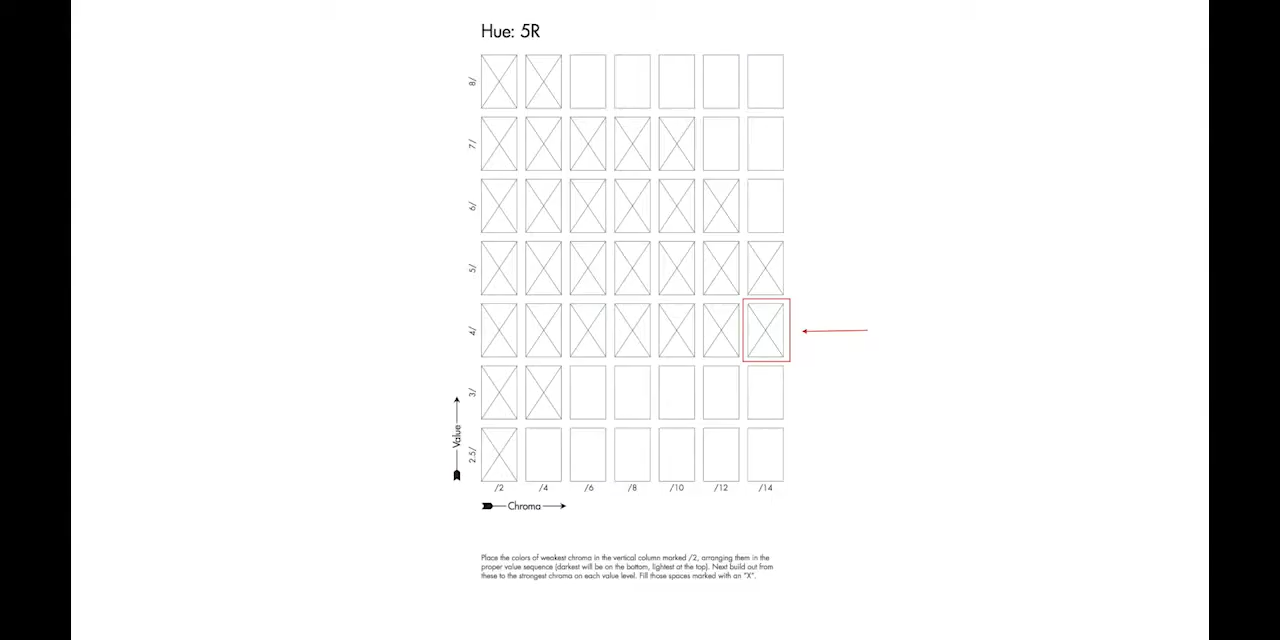 Hue: 5R
8/
7/
6/
5/
4/
3/
2.5/
Value
/2 /4 /6 /8 /10 /12 /14
Chroma
Place the colors of weakest chroma in the vertical column marked /2, arranging them in the
proper value sequence (darkest will be on the bottom, lightest at the top). Next build out from
these to the strongest chroma on each value level. Fill those spaces marked with an "X".